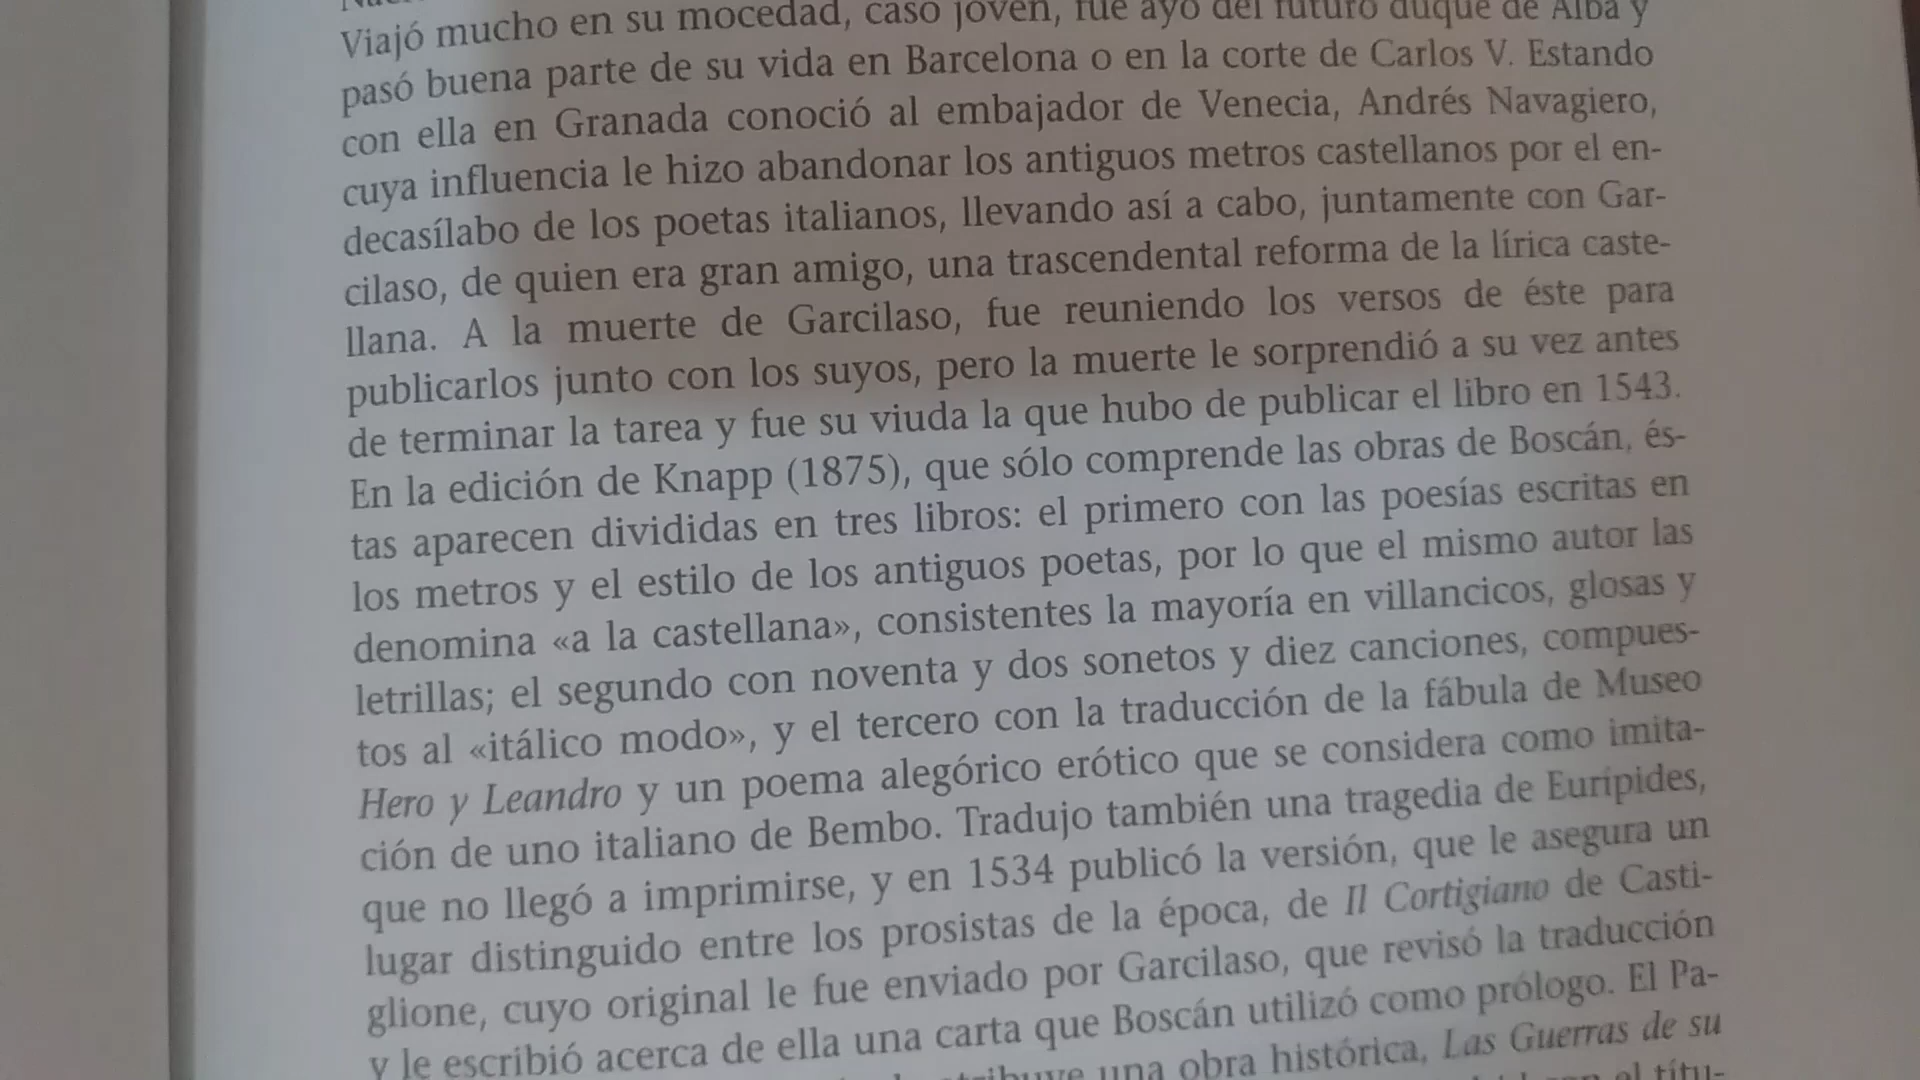 Viajó mucho en su mocedad, casó joven, fue ayo del futuro duque de Alba y
pasó buena parte de su vida en Barcelona o en la corte de Carlos V. Estando
con ella en Granada conoció al embajador de Venecia, Andrés Navagiero,
cuya influencia le hizo abandonar los antiguos metros castellanos por el en-
decasílabo de los poetas italianos, llevando así a cabo, juntamente con Gar-
cilaso, de quien era gran amigo, una trascendental reforma de la lírica caste-
llana. A la muerte de Garcilaso, fue reuniendo los versos de éste para
publicarlos junto con los suyos, pero la muerte le sorprendió a su vez antes
de terminar la tarea y fue su viuda la que hubo de publicar el libro en 1543.
En la edición de Knapp (1875), que sólo comprende las obras de Boscán, és-
tas aparecen divididas en tres libros: el primero con las poesías escritas en
los metros y el estilo de los antiguos poetas, por lo que el mismo autor las
denomina «a la castellana», consistentes la mayoría en villancicos, glosas y
letrillas; el segundo con noventa y dos sonetos y diez canciones, compues-
tos al «itálico modo», y el tercero con la traducción de la fábula de Museo
Hero y Leandro y un poema alegórico erótico que se considera como imita-
ción de uno italiano de Bembo. Tradujo también una tragedia de Eurípides,
que no llegó a imprimirse, y en 1534 publicó la versión, que le asegura un
lugar distinguido entre los prosistas de la época, de Il Cortigiano de Casti-
glione, cuyo original le fue enviado por Garcilaso, que revisó la traducción
y le escribió acerca de ella una carta que Boscán utilizó como prólogo. El Pa-
una obra histórica, Las Guerras de su
el títu-